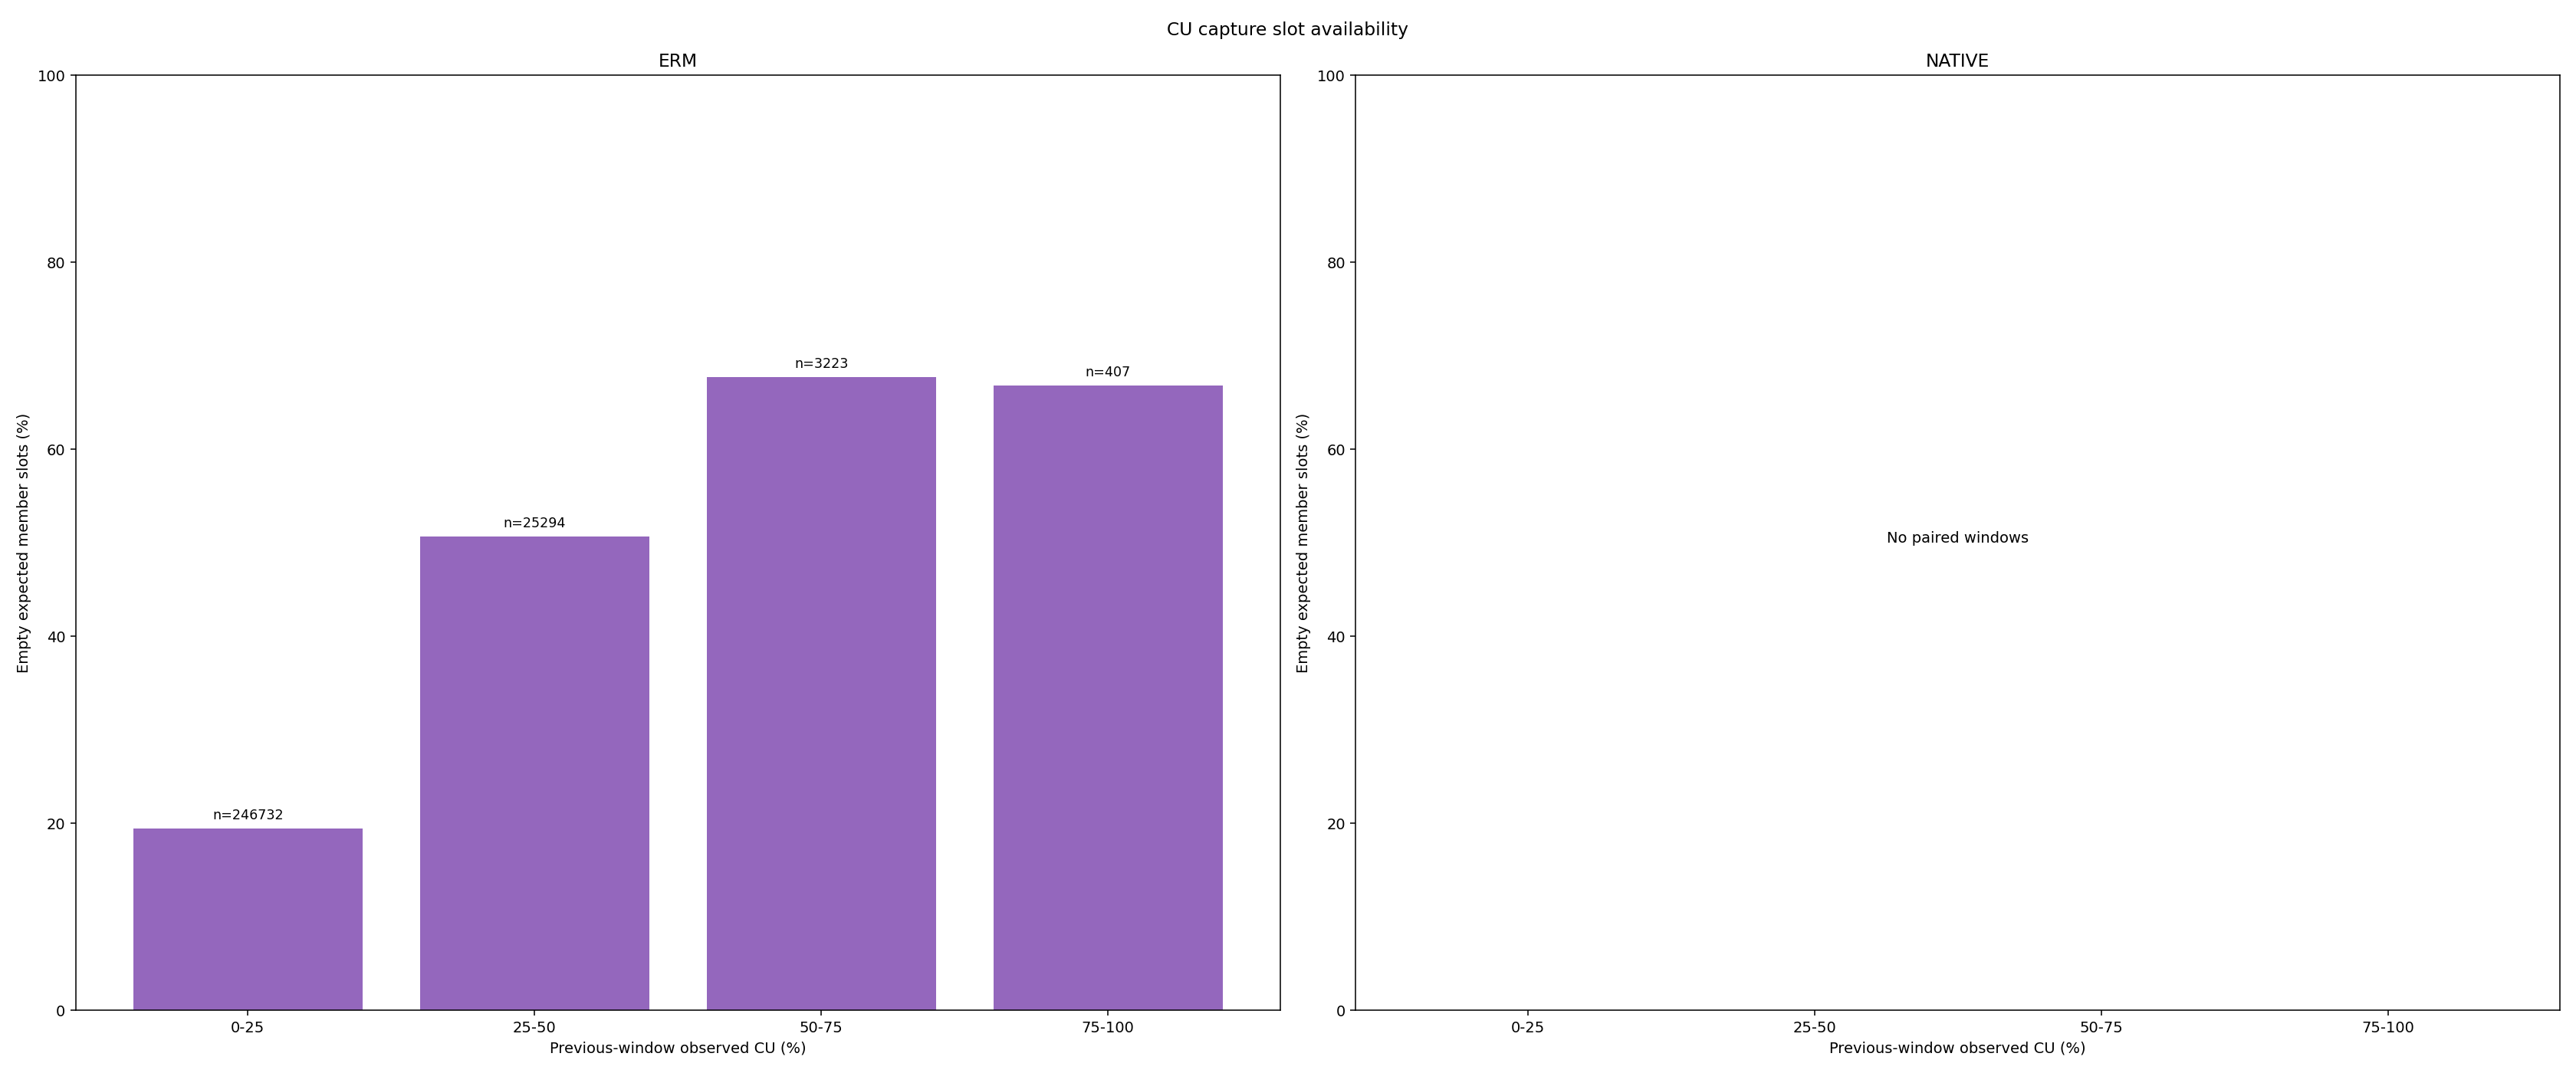 CU capture slot availability
ERM
100
80
60
40
20
0
Empty expected member slots (%)
n=246732
n=25294
n=3223
n=407
0-25
25-50
50-75
75-100
Previous-window observed CU (%)
NATIVE
100
80
60
40
20
0
Empty expected member slots (%)
No paired windows
0-25
25-50
50-75
75-100
Previous-window observed CU (%)